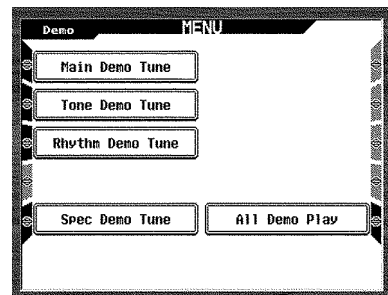 Demo
MENU
Main Demo Tune
Tone Demo Tune
Rhythm Demo Tune
Spec Demo Tune
All Demo Play